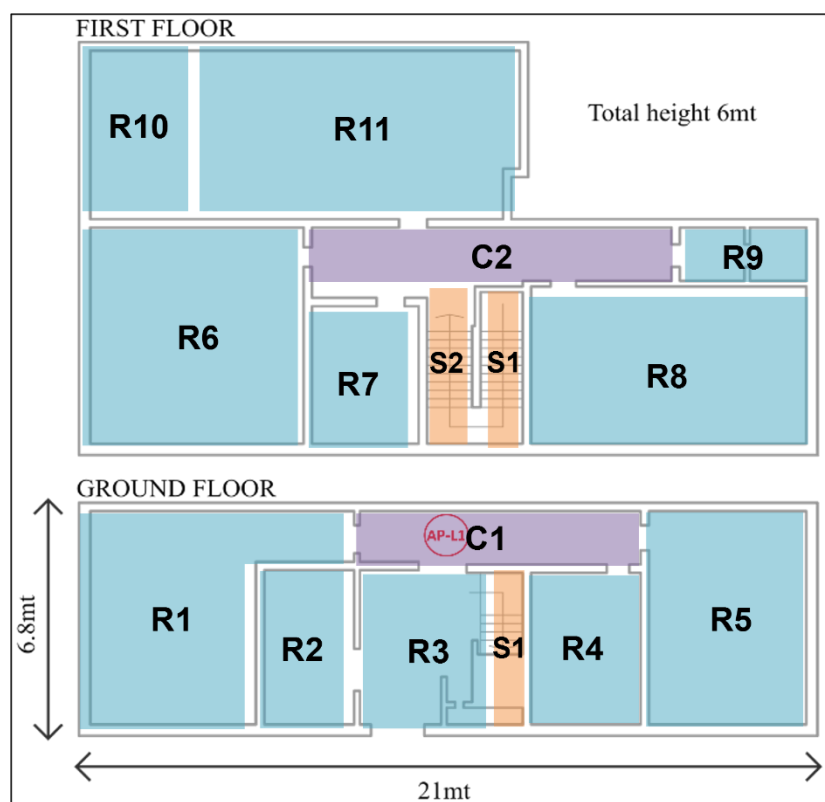 FIRST FLOOR
R10
R11
Total height 6mt
C2
R9
R6
R7
S2
S1
R8
GROUND FLOOR
AP-L1
C1
R1
R2
R3
S1
R4
R5
6.8mt
21mt